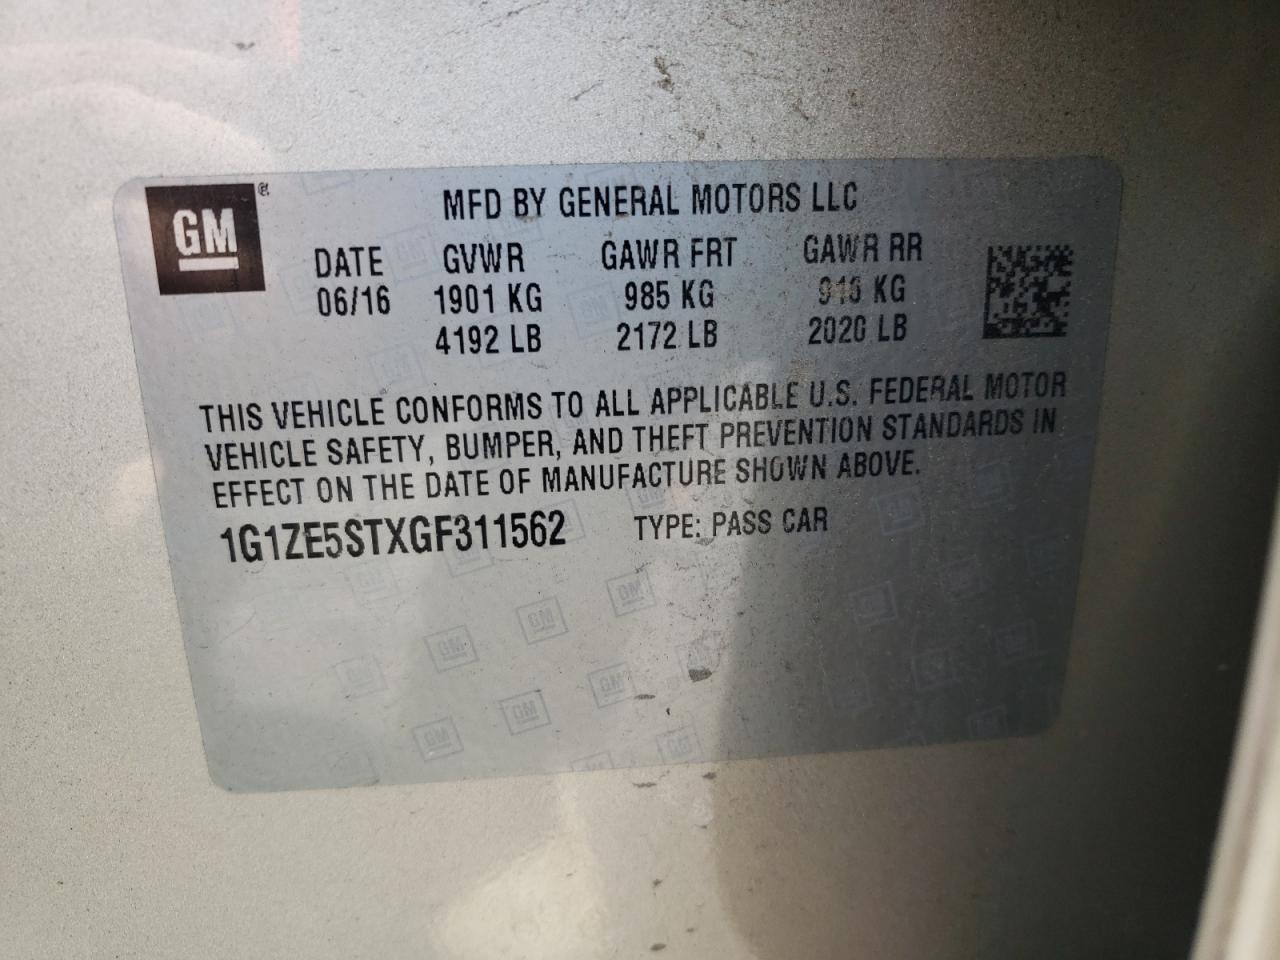 GM®
MFD BY GENERAL MOTORS LLC
DATE GVWR GAWR FRT GAWR RR
06/16 1901 KG 985 KG KG
4192 LB 2172 LB 2020 LB
THIS VEHICLE CONFORMS TO ALL APPLICABLE U.S. FEDERAL MOTOR
VEHICLE SAFETY, BUMPER, AND THEFT PREVENTION STANDARDS IN
EFFECT ON THE DATE OF MANUFACTURE SHOWN ABOVE.
1G1ZE5STXGF311562 TYPE: PASS CAR